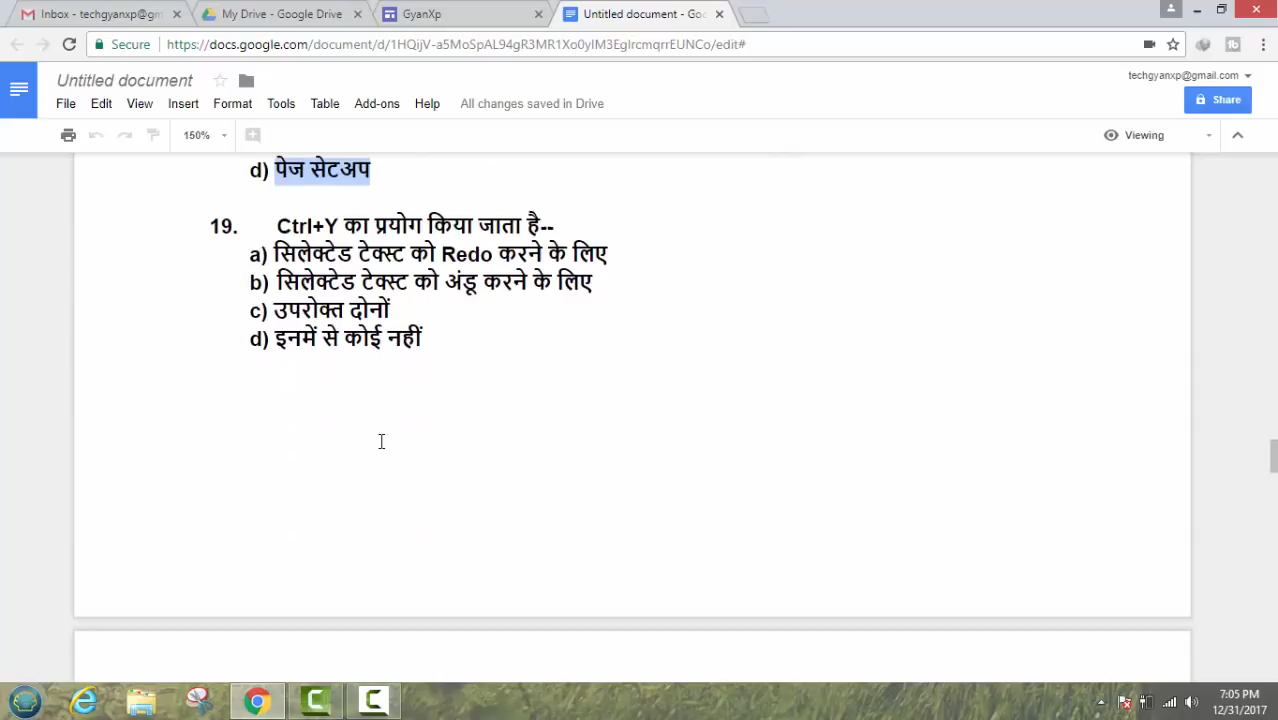 Inbox - techgyanxp@gm
My Drive - Google Drive
GyanXp
Untitled document - Goo
Secure
https://docs.google.com/document/d/1HQijV-a5MoSpAL94gR3MR1Xo0yIM3EglrcmqrrEUNCo/edit#
Untitled document
techgyanxp@gmail.com
File Edit View Insert Format Tools Table Add-ons Help All changes saved in Drive
Share
150%
Viewing
d) पेज सेटअप
19. Ctrl+Y का प्रयोग किया जाता है--
a) सिलेक्टेड टेक्स्ट को Redo करने के लिए
b) सिलेक्टेड टेक्स्ट को अंडू करने के लिए
c) उपरोक्त दोनों
d) इनमें से कोई नहीं
7:05 PM
12/31/2017